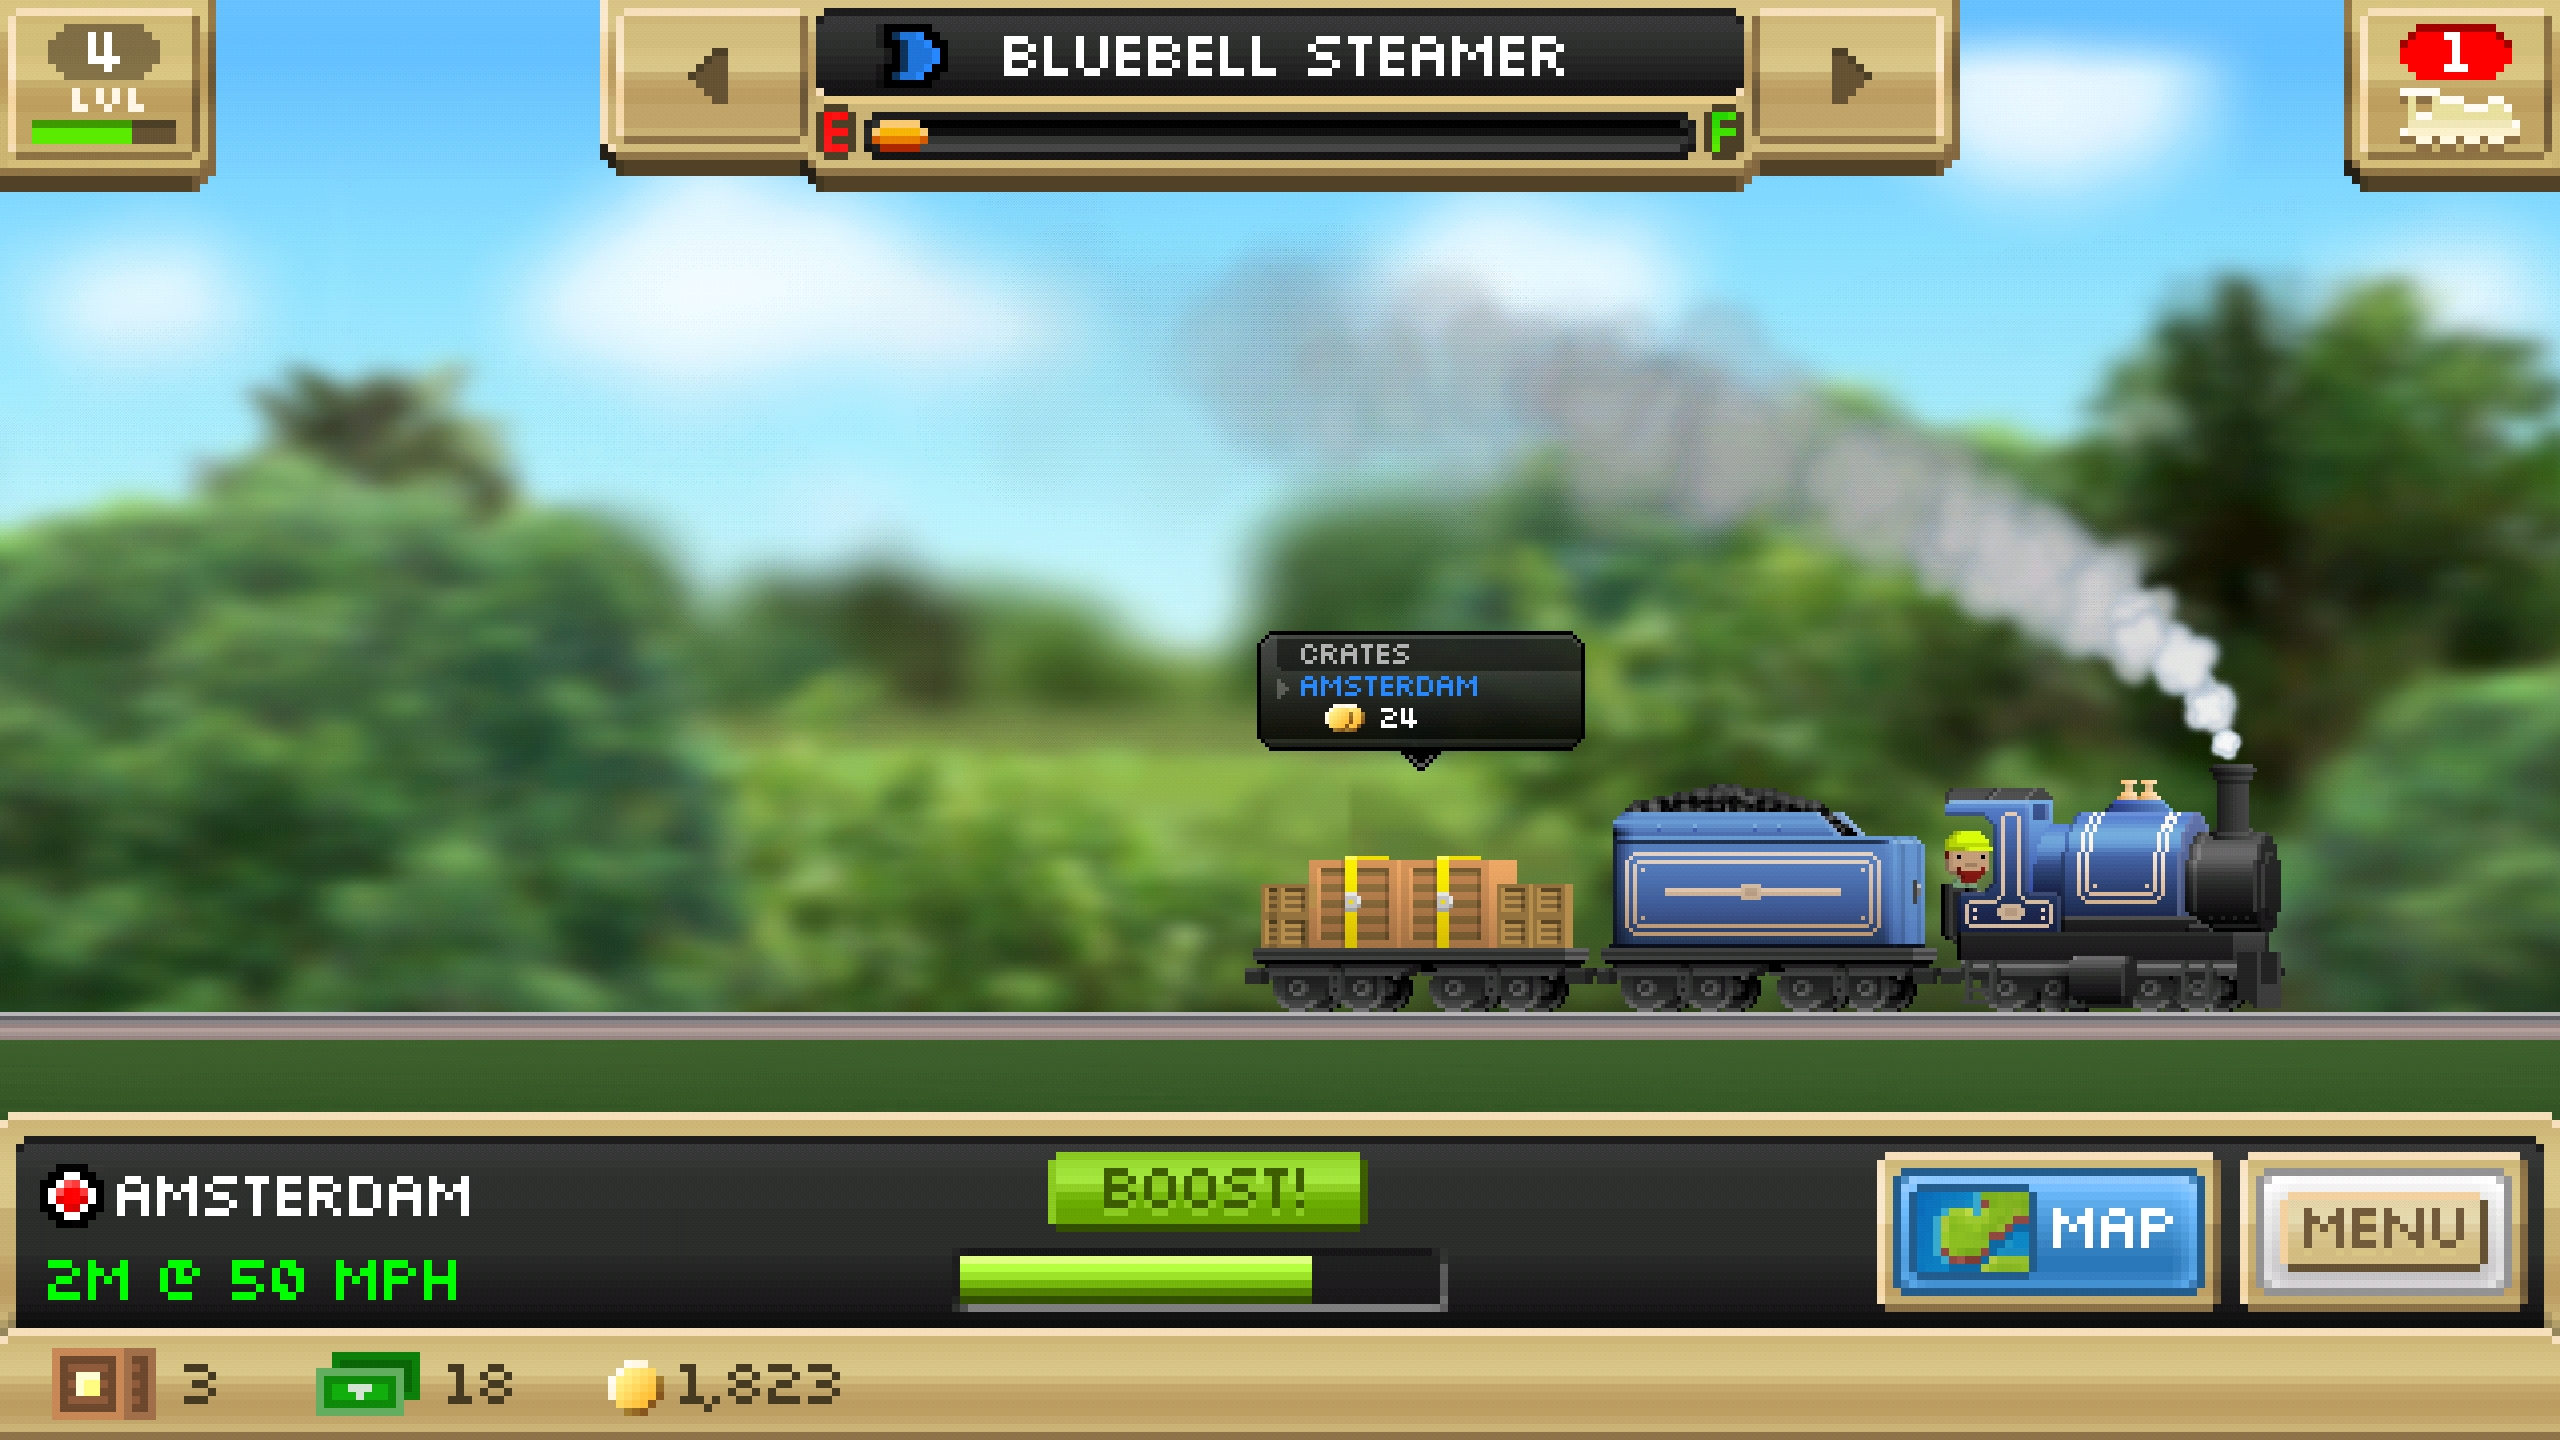 4
LVL
BLUEBELL STEAMER
E F
1
CRATES
AMSTERDAM
24
AMSTERDAM
2M @ 50 MPH
BOOST!
MAP
MENU
3 18 1,823